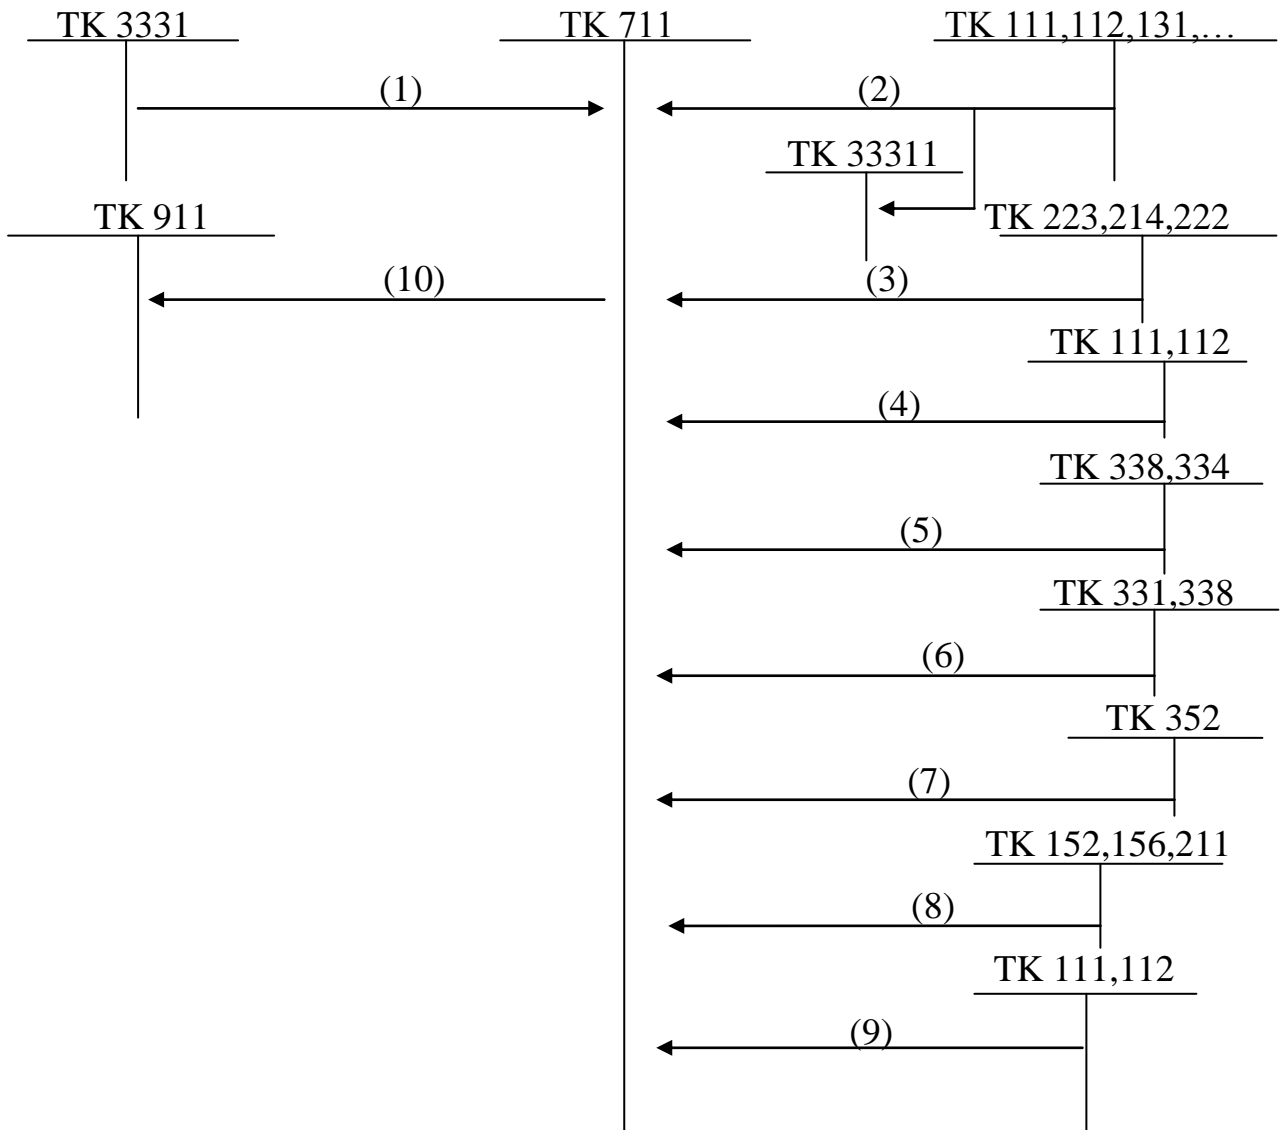 TK 3331 TK 711 TK 111,112,131,…
(1) (2)
TK 33311
TK 911 TK 223,214,222
(10) (3)
TK 111,112
(4)
TK 338,334
(5)
TK 331,338
(6)
TK 352
(7)
TK 152,156,211
(8)
TK 111,112
(9)